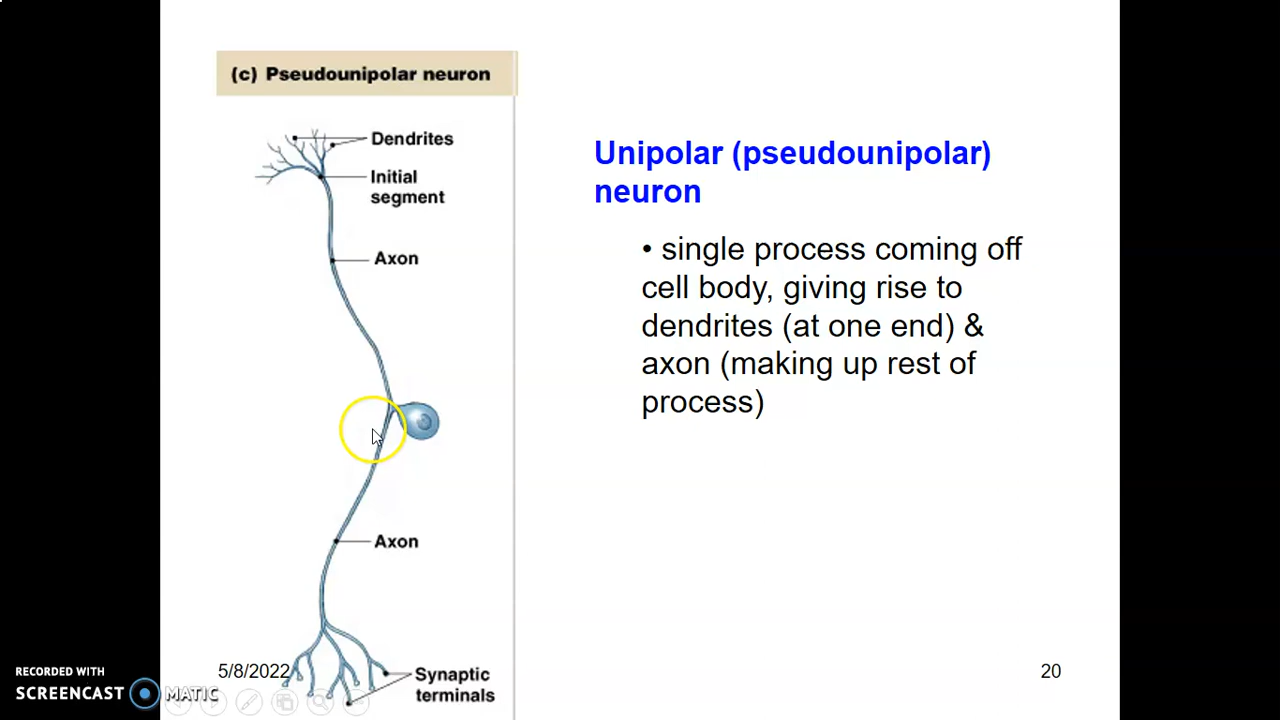 (c) Pseudounipolar neuron
Dendrites
Initial
segment
Axon
Axon
Synaptic
terminals
Unipolar (pseudounipolar)
neuron
• single process coming off
cell body, giving rise to
dendrites (at one end) &
axon (making up rest of
process)
5/8/2022
20
RECORDED WITH
SCREENCAST MATIC